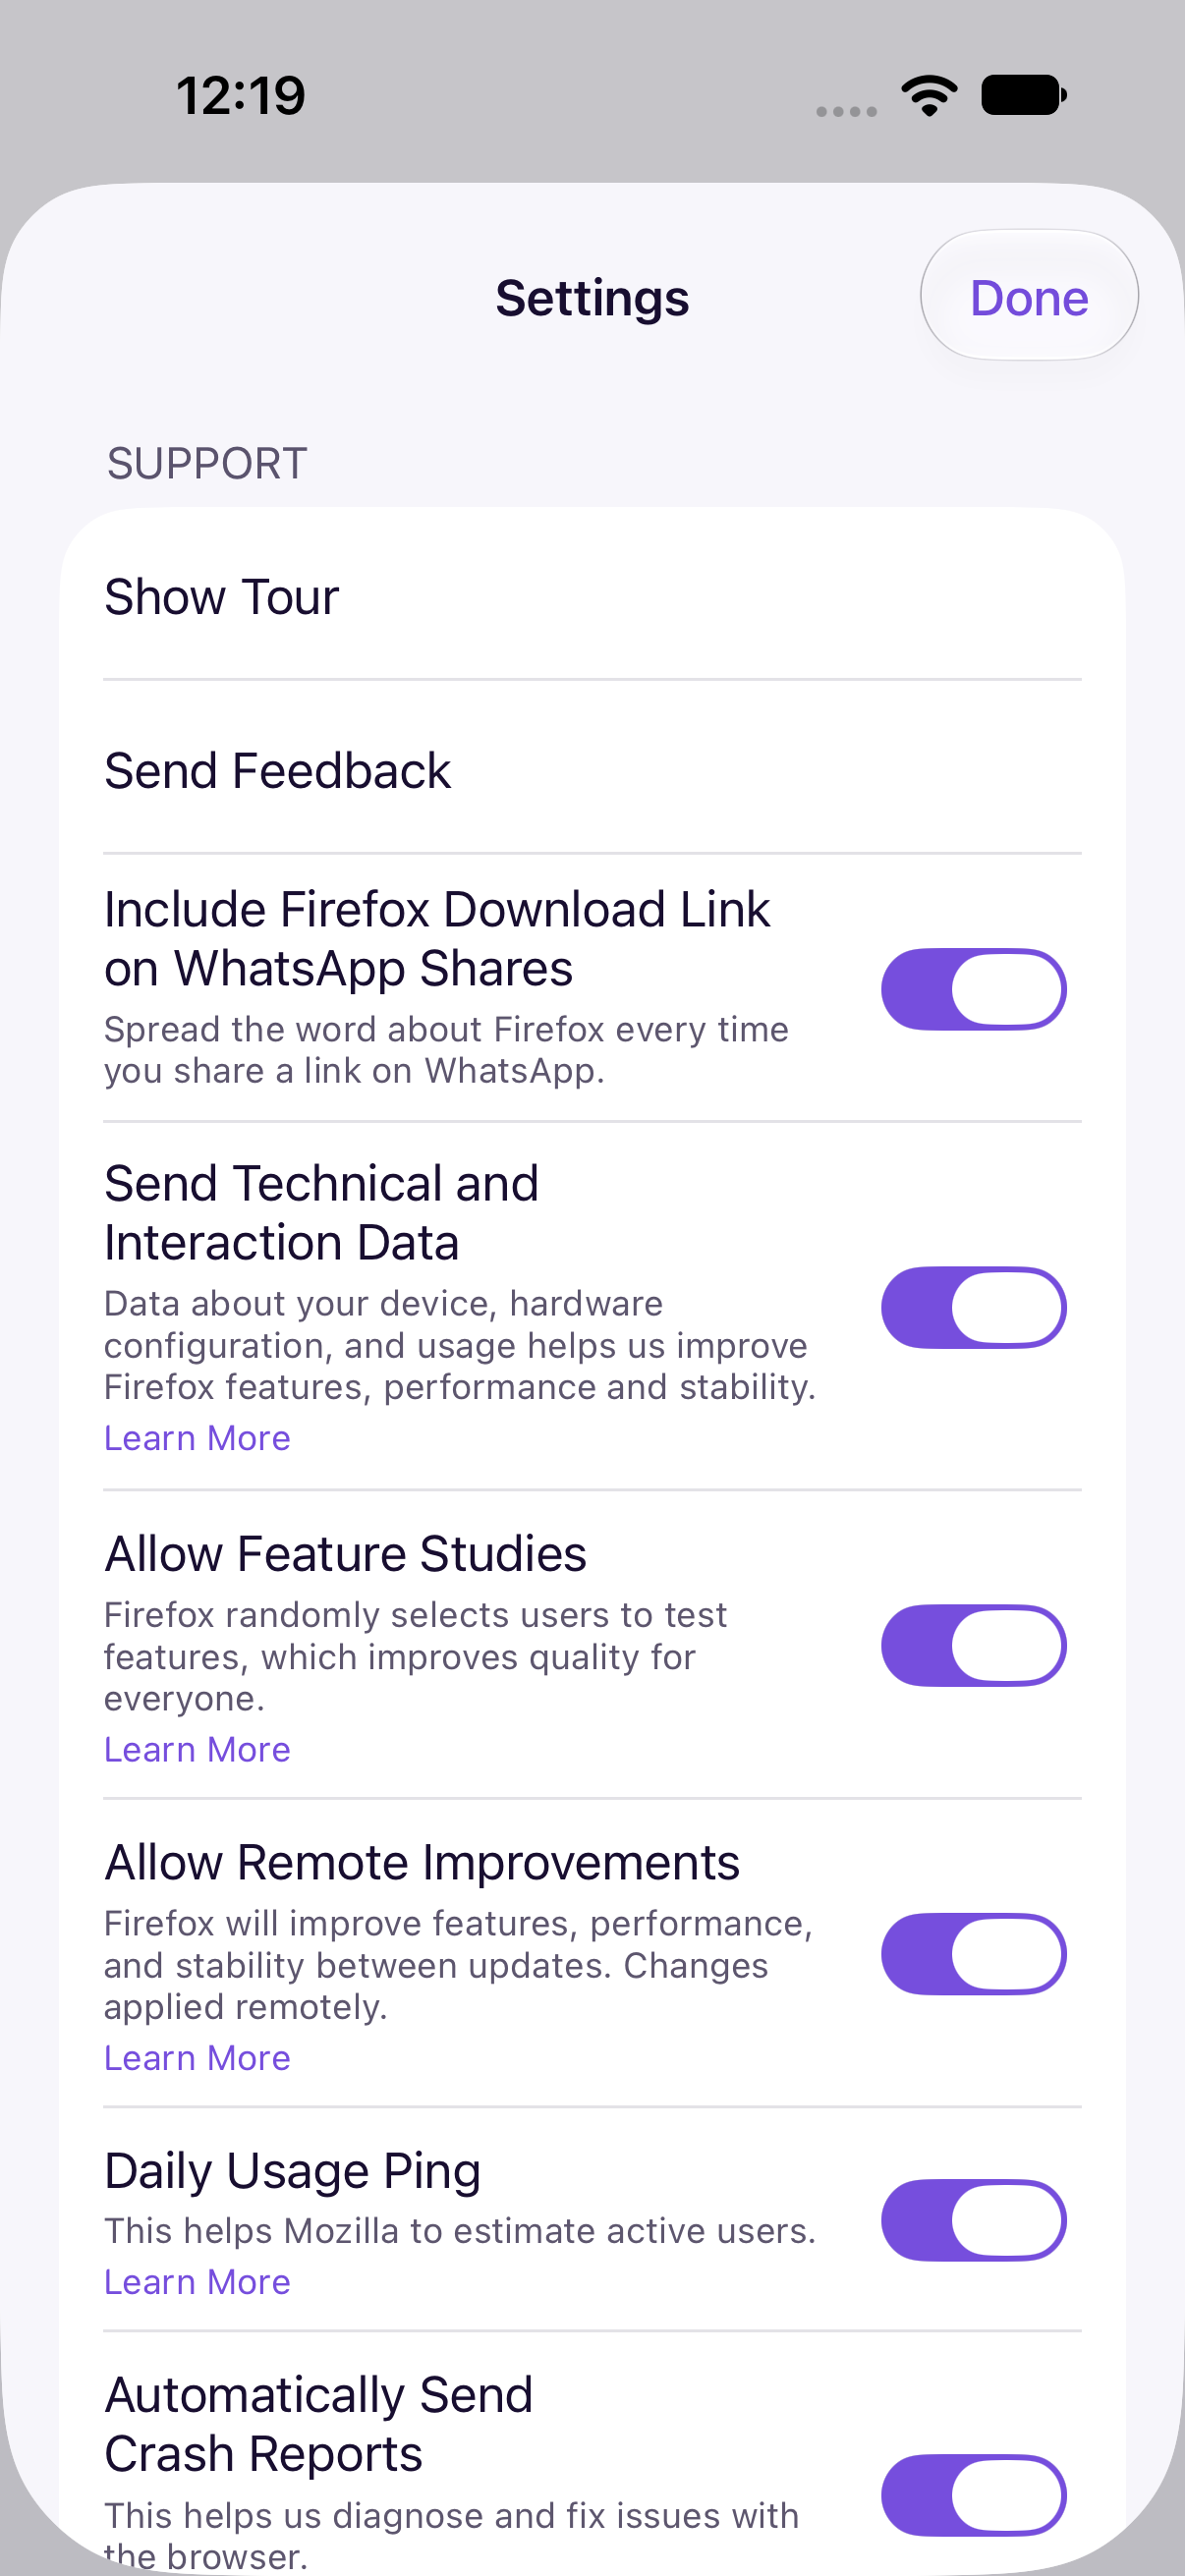 12:19
Settings
Done
SUPPORT
Show Tour
Send Feedback
Include Firefox Download Link
on WhatsApp Shares
Spread the word about Firefox every time
you share a link on WhatsApp.
Send Technical and
Interaction Data
Data about your device, hardware
configuration, and usage helps us improve
Firefox features, performance and stability.
Learn More
Allow Feature Studies
Firefox randomly selects users to test
features, which improves quality for
everyone.
Learn More
Allow Remote Improvements
Firefox will improve features, performance,
and stability between updates. Changes
applied remotely.
Learn More
Daily Usage Ping
This helps Mozilla to estimate active users.
Learn More
Automatically Send
Crash Reports
This helps us diagnose and fix issues with
the browser.